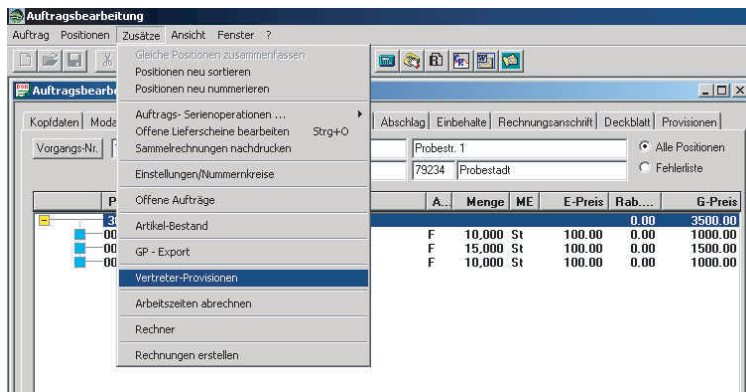 Auftragsbearbeitung
Auftrag Positionen Zusätze Ansicht Fenster ?
Auftragsbearbe
Gleiche Positionen zusammenfassen
Positionen neu sortieren
Positionen neu nummerieren
Auftrags- Serienoperationen ...
Offene Lieferscheine bearbeiten Strg+O
Sammelrechnungen nachdrucken
Einstellungen/Nummernkreise
Offene Aufträge
Artikel-Bestand
GP - Export
Vertreter-Provisionen
Arbeitszeiten abrechnen
Rechner
Rechnungen erstellen
Kopfdaten Moda Abschlag Einbehalte Rechnungsanschrift Deckblatt Provisionen
Vorgangs-Nr. Probestr. 1 Alle Positionen
79234 Probestadt Fehlerliste
P A... Menge ME E-Preis Rab.... G-Preis
0.00 3500.00
00 F 10,000 St 100.00 0.00 1000.00
00 F 15,000 St 100.00 0.00 1500.00
00 F 10,000 St 100.00 0.00 1000.00